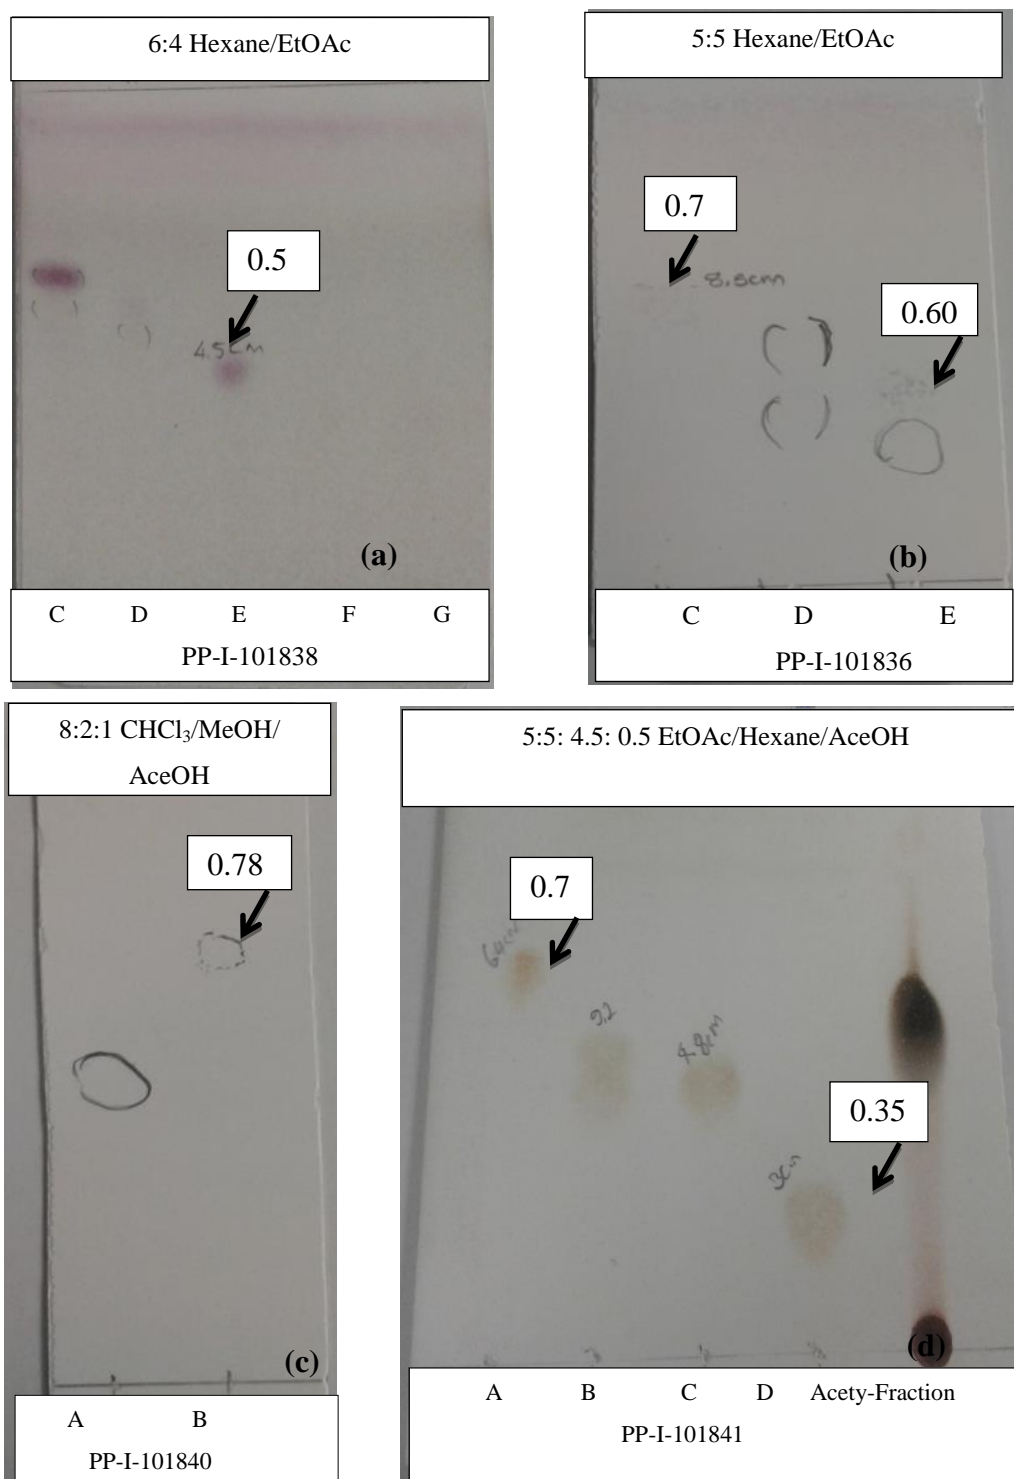 6:4 Hexane/EtOAc
0.5
4.5cm
(a)
C D E F G
PP-I-101838
5:5 Hexane/EtOAc
0.7
8.5cm
0.60
(b)
C D E
PP-I-101836
8:2:1 CHCl₃/MeOH/
AceOH
0.78
(c)
A B
PP-I-101840
5:5: 4.5: 0.5 EtOAc/Hexane/AceOH
0.7
4.8cm
3cm
0.35
(d)
A B C D Acety-Fraction
PP-I-101841